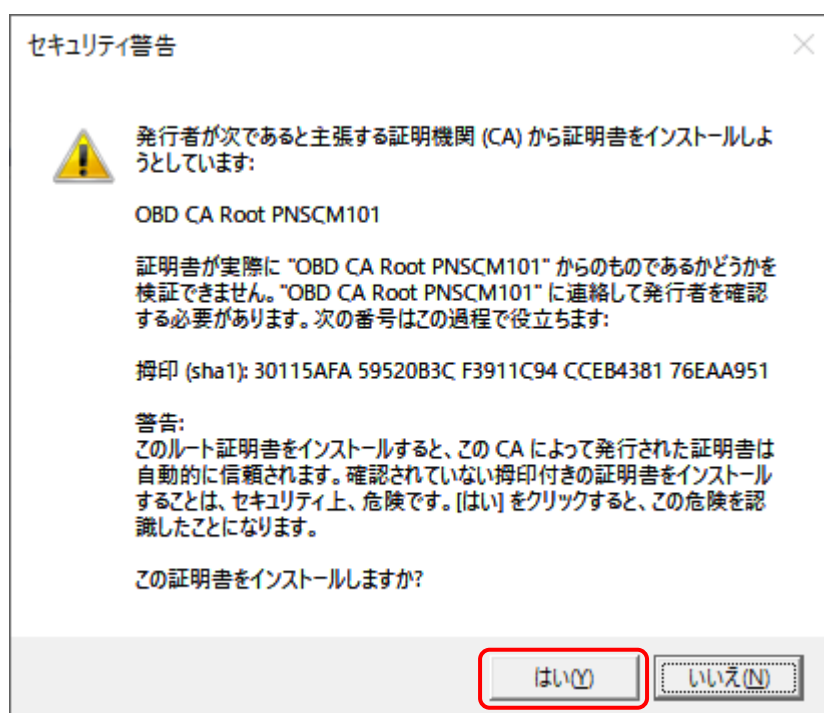 セキュリティ警告
発行者が次であると主張する証明機関 (CA) から証明書をインストールしよ
うとしています:
OBD CA Root PNSCM101
証明書が実際に "OBD CA Root PNSCM101" からのものであるかどうかを
検証できません。"OBD CA Root PNSCM101" に連絡して発行者を確認
する必要があります。次の番号はこの過程で役立ちます:
拇印 (sha1): 30115AFA 59520B3C F3911C94 CCEB4381 76EAA951
警告:
このルート証明書をインストールすると、この CA によって発行された証明書は
自動的に信頼されます。確認されていない拇印付きの証明書をインストール
することは、セキュリティ上、危険です。[はい] をクリックすると、この危険を認
識したことになります。
この証明書をインストールしますか?
はい(Y) いいえ(N)